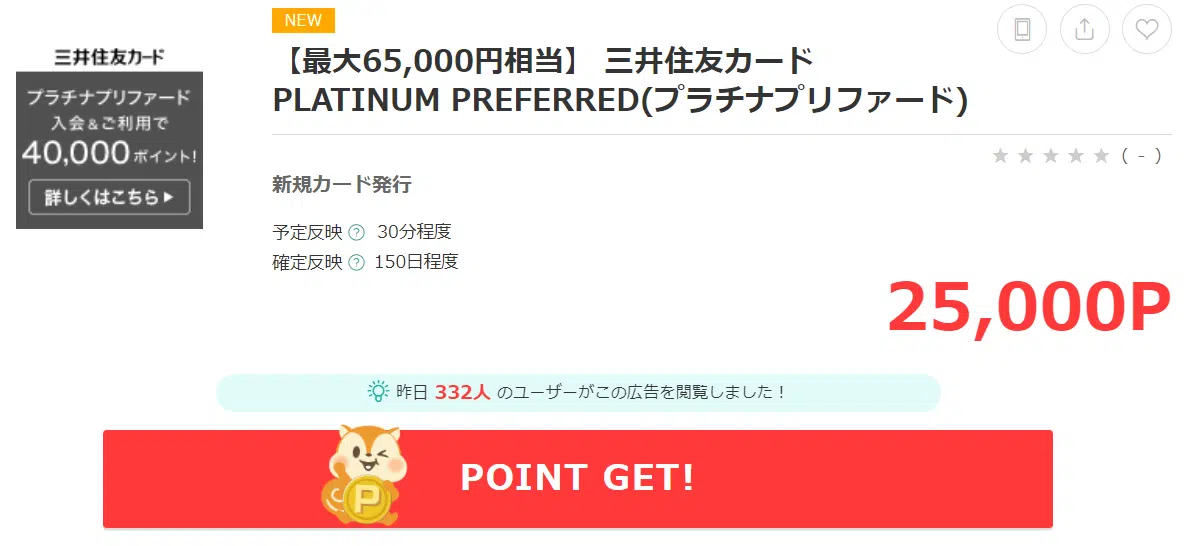 三井住友カード
プラチナプリファード
入会&ご利用で
40,000ポイント!
詳しくはこちら▶
NEW
【最大65,000円相当】 三井住友カード
PLATINUM PREFERRED(プラチナプリファード)
★★★★★ ( - )
新規カード発行
予定反映 ? 30分程度
確定反映 ? 150日程度
25,000P
昨日 332人 のユーザーがこの広告を閲覧しました！
P
POINT GET!